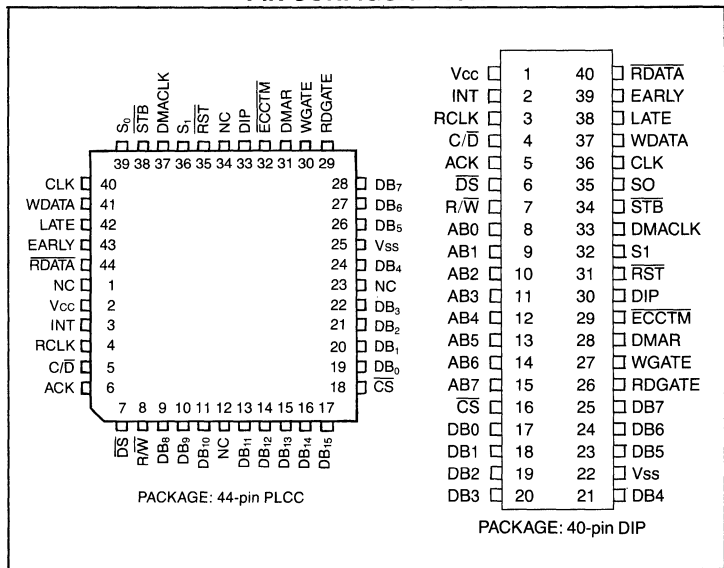 S₀ STB DMACLK S₁ RST NC DIP ECCTM DMAR WGATE RDGATE
39 38 37 36 35 34 33 32 31 30 29
CLK 40
WDATA 41
LATE 42
EARLY 43
RDATA 44
NC 1
Vcc 2
INT 3
RCLK 4
C/D 5
ACK 6
28 DB₇
27 DB₆
26 DB₅
25 Vss
24 DB₄
23 NC
22 DB₃
21 DB₂
20 DB₁
19 DB₀
18 CS
7 8 9 10 11 12 13 14 15 16 17
DS R/W DB₈ DB₉ DB₁₀ NC DB₁₁ DB₁₂ DB₁₃ DB₁₄ DB₁₅
PACKAGE: 44-pin PLCC
Vcc 1 40 RDATA
INT 2 39 EARLY
RCLK 3 38 LATE
C/D 4 37 WDATA
ACK 5 36 CLK
DS 6 35 SO
R/W 7 34 STB
AB0 8 33 DMACLK
AB1 9 32 S1
AB2 10 31 RST
AB3 11 30 DIP
AB4 12 29 ECCTM
AB5 13 28 DMAR
AB6 14 27 WGATE
AB7 15 26 RDGATE
CS 16 25 DB7
DB0 17 24 DB6
DB1 18 23 DB5
DB2 19 22 Vss
DB3 20 21 DB4
PACKAGE: 40-pin DIP